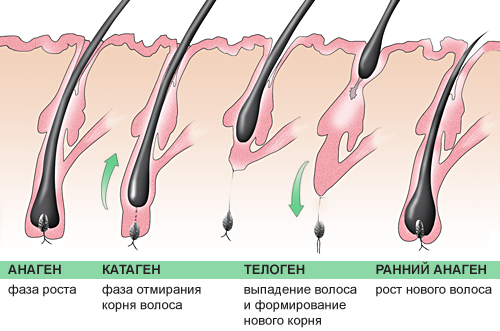 АНАГЕН
фаза роста
КАТАГЕН
фаза отмирания
корня волоса
ТЕЛОГЕН
выпадение волоса
и формирование
нового корня
РАННИЙ АНАГЕН
рост нового волоса